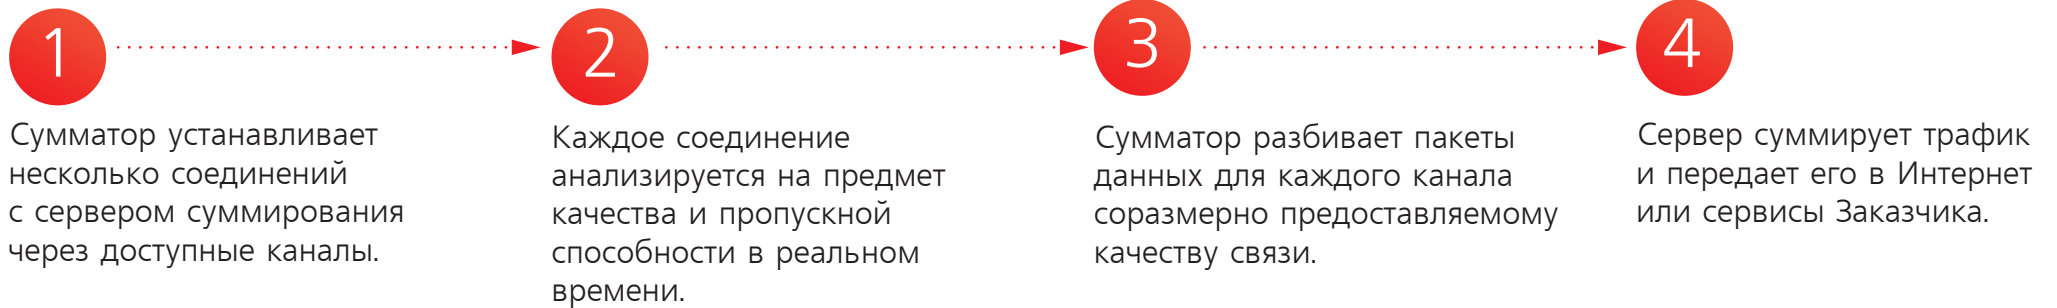 1
Сумматор устанавливает
несколько соединений
с сервером суммирования
через доступные каналы.
2
Каждое соединение
анализируется на предмет
качества и пропускной
способности в реальном
времени.
3
Сумматор разбивает пакеты
данных для каждого канала
соразмерно предоставляемому
качеству связи.
4
Сервер суммирует трафик
и передает его в Интернет
или сервисы Заказчика.